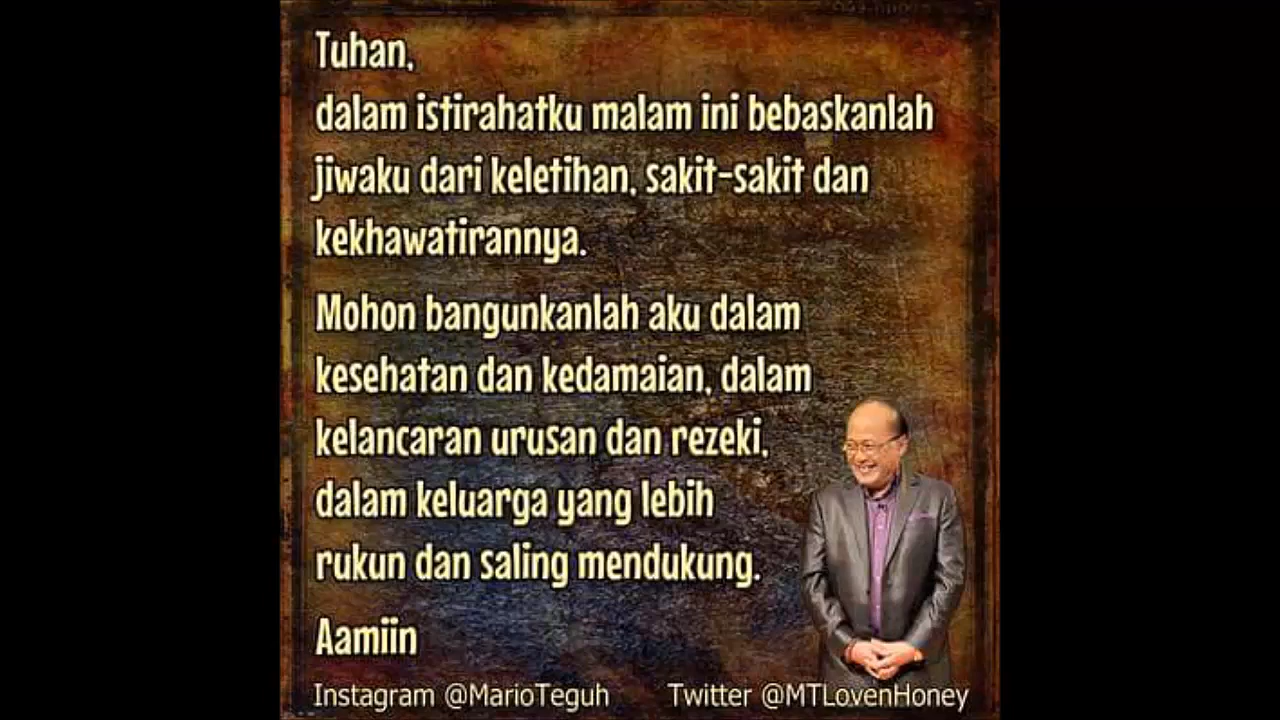 Tuhan,
dalam istirahatku malam ini bebaskanlah
jiwaku dari keletihan, sakit-sakit dan
kekhawatirannya.
Mohon bangunkanlah aku dalam
kesehatan dan kedamaian, dalam
kelancaran urusan dan rezeki,
dalam keluarga yang lebih
rukun dan saling mendukung.
Aamiin
Instagram @MarioTeguh Twitter @MTLovenHoney